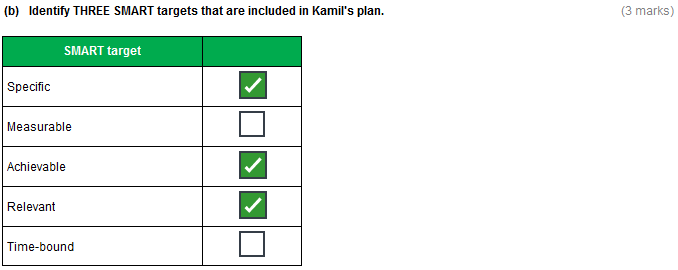 (b) Identify THREE SMART targets that are included in Kamil's plan. (3 marks)
SMART target
Specific
Measurable
Achievable
Relevant
Time-bound